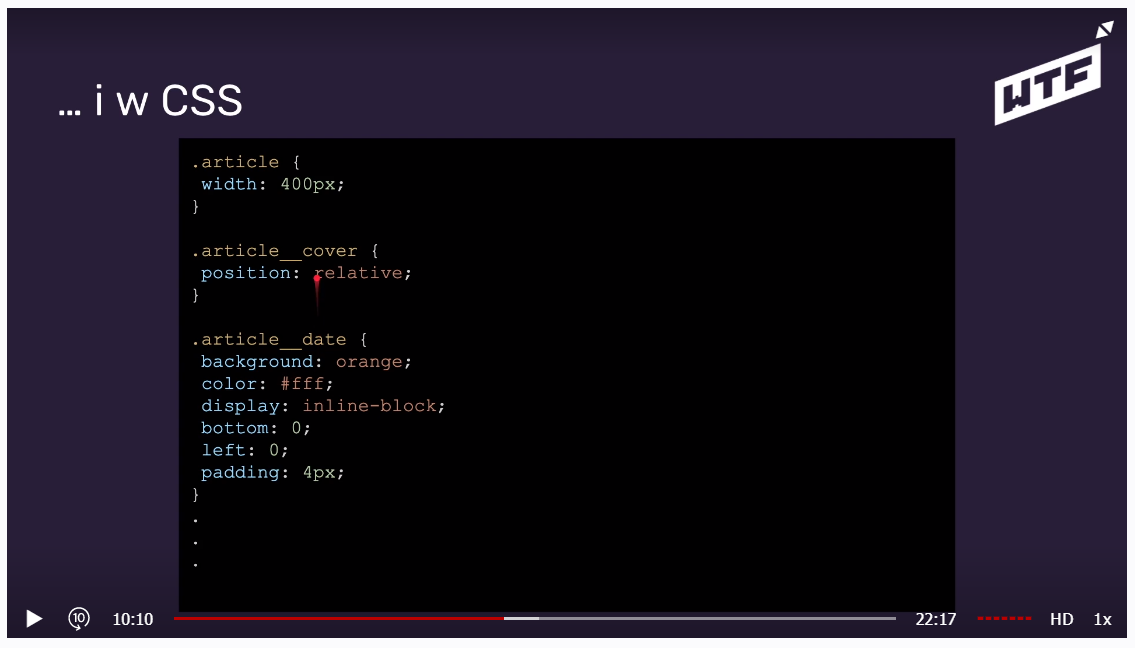 WTF
... i w CSS
.article {
width: 400px;
}
.article__cover {
position: relative;
}
.article__date {
background: orange;
color: #fff;
display: inline-block;
bottom: 0;
left: 0;
padding: 4px;
}
.
.
.
10
10:10
22:17
HD
1x